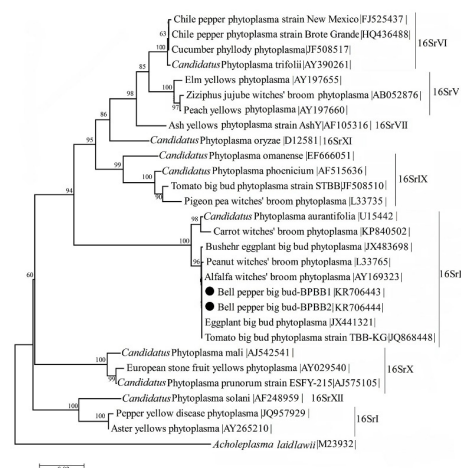 Chile pepper phytoplasma strain New Mexico|FJ525437|
Chile pepper phytoplasma strain Brote Grande|HQ436488|
Cucumber phyllody phytoplasma|JF508517|
Candidatus Phytoplasma trifolii|AY390261|
16SrVI
Elm yellows phytoplasma|AY197655|
Ziziphus jujube witches' broom phytoplasma|AB052876|
Peach yellows phytoplasma|AY197660|
16SrV
Ash yellows phytoplasma strain AshY|AF105316| 16SrVII
Candidatus Phytoplasma oryzae|D12581| 16SrXI
Candidatus Phytoplasma omanense|EF666051|
Candidatus Phytoplasma phoenicium|AF515636|
Tomato big bud phytoplasma strain STBB|JF508510|
Pigeon pea witches' broom phytoplasma|L33735|
16SrIX
Candidatus Phytoplasma aurantifolia|U15442|
Carrot witches' broom phytoplasma|KP840502|
Bushehr eggplant big bud phytoplasma|JX483698|
Peanut witches' broom phytoplasma|L33765|
Alfalfa witches' broom phytoplasma|AY169323|
Bell pepper big bud-BPBB1|KR706443|
Bell pepper big bud-BPBB2|KR706444|
Eggplant big bud phytoplasma|JX441321|
Tomato big bud phytoplasma strain TBB-KG|JQ868448|
Candidatus Phytoplasma mali|AJ542541|
European stone fruit yellows phytoplasma|AY029540|
Candidatus Phytoplasma prunorum strain ESFY-215|AJ575105|
16SrX
Candidatus Phytoplasma solani|AF248959| 16SrXII
Pepper yellow disease phytoplasma|JQ957929|
Aster yellows phytoplasma|AY265210|
16SrI
Acholeplasma laidlawii|M23932|
63
85
98
97
95
100
99
100
90
94
98
100
96
60
100
99
100
100